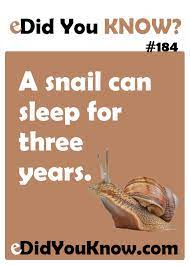 eDid You KNOW?
#184
A snail can
sleep for
three
years.
eDidYouKnow.com